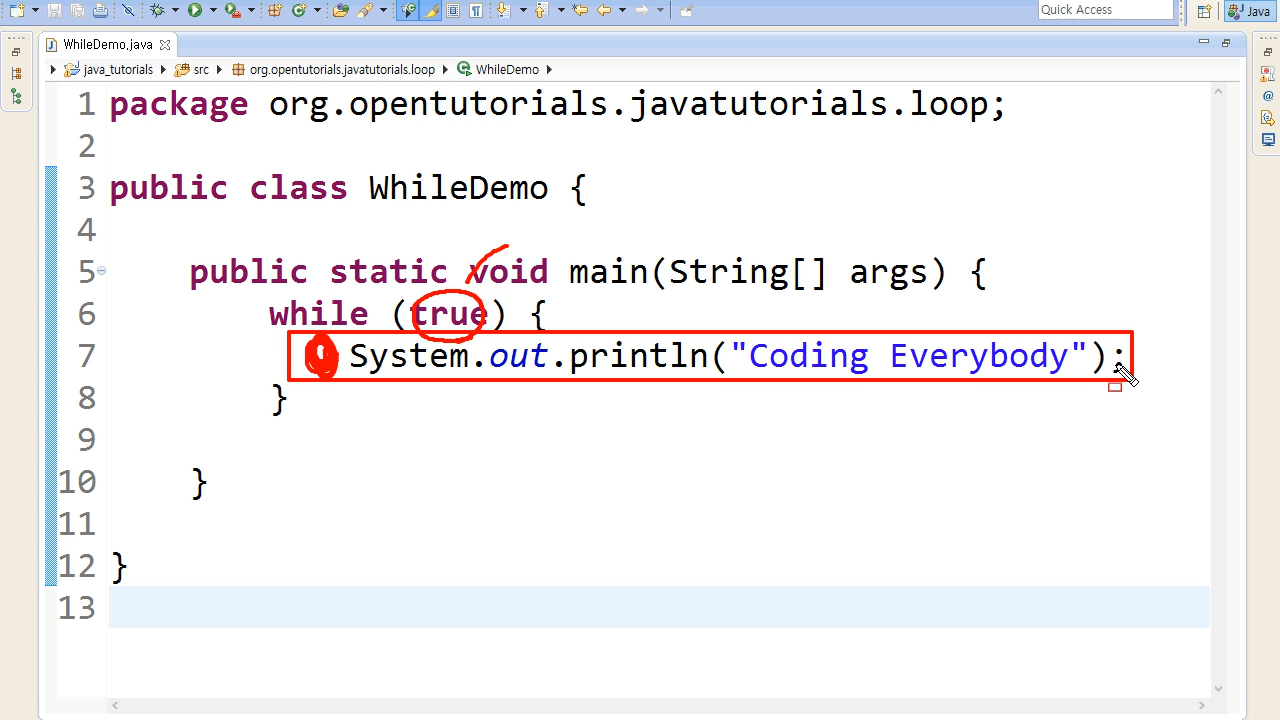 Quick Access
Java
WhileDemo.java
java_tutorials
src
org.opentutorials.javatutorials.loop
WhileDemo
1 package org.opentutorials.javatutorials.loop;
2
3 public class WhileDemo {
4
5 public static void main(String[] args) {
6 while (true) {
7 System.out.println("Coding Everybody");
8 }
9
10 }
11
12 }
13